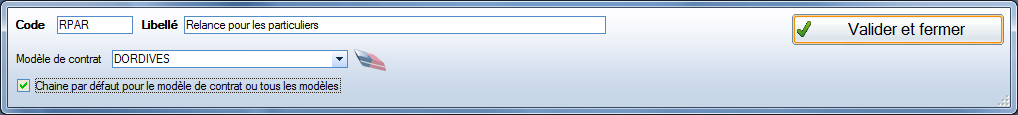 Code RPAR Libellé Relance pour les particuliers Valider et fermer
Modèle de contrat DORDIVES
Chaine par défaut pour le modèle de contrat ou tous les modèles